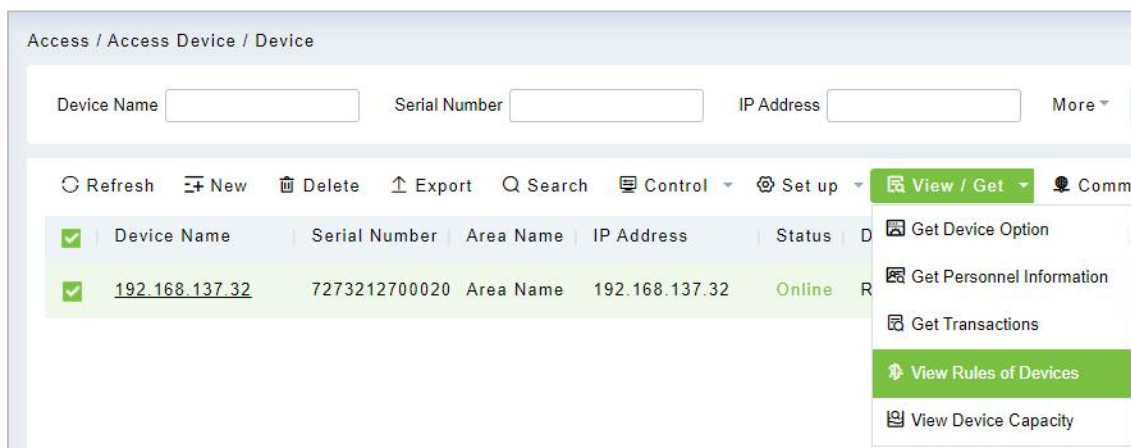 Access / Access Device / Device
Device Name Serial Number IP Address More
Refresh New Delete Export Search Control Set up View / Get Comm
Device Name Serial Number Area Name IP Address Status D
192.168.137.32 7273212700020 Area Name 192.168.137.32 Online R
Get Device Option
Get Personnel Information
Get Transactions
View Rules of Devices
View Device Capacity